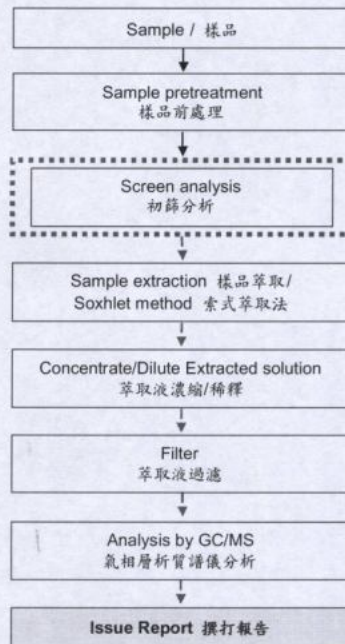 Sample / 樣品
Sample pretreatment
樣品前處理
Screen analysis
初篩分析
Sample extraction 樣品萃取/
Soxhlet method 索式萃取法
Concentrate/Dilute Extracted solution
萃取液濃縮/稀釋
Filter
萃取液過濾
Analysis by GC/MS
氣相層析質譜儀分析
Issue Report 撰打報告